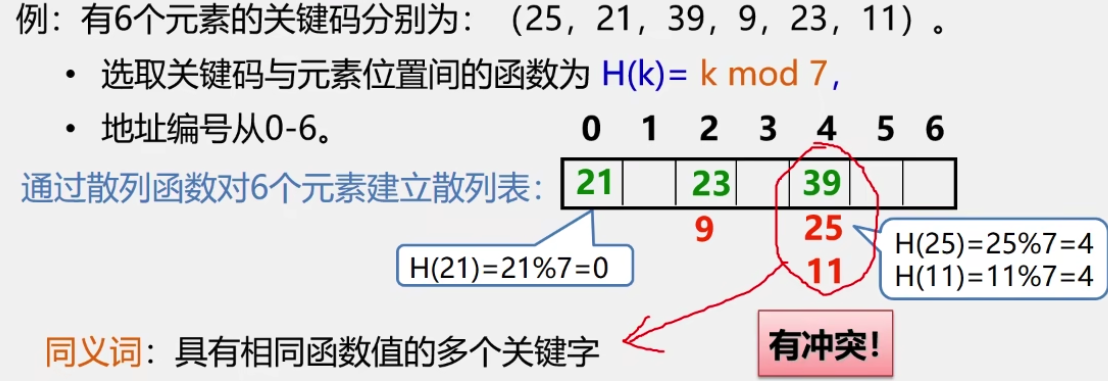 例：有6个元素的关键码分别为：（25，21，39，9，23，11）。
• 选取关键码与元素位置间的函数为 H(k)= k mod 7,
• 地址编号从0-6。
0 1 2 3 4 5 6
通过散列函数对6个元素建立散列表：
21 23 39
9 25
11
H(21)=21%7=0
H(25)=25%7=4
H(11)=11%7=4
同义词：具有相同函数值的多个关键字
有冲突！